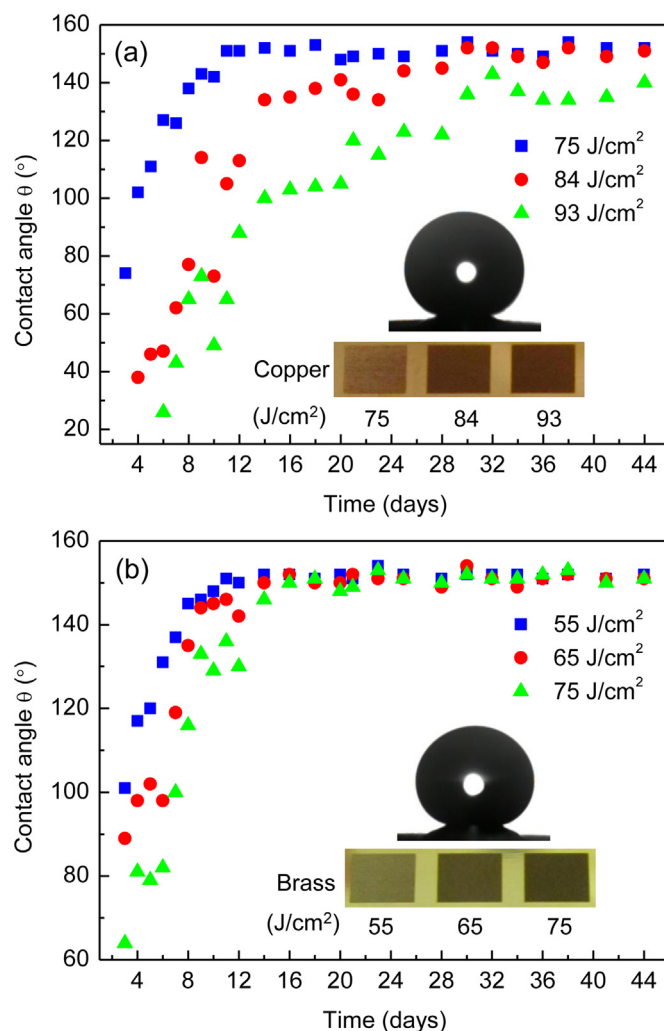 (a)
160
140
120
100
80
60
40
20
Contact angle θ (°)
75 J/cm²
84 J/cm²
93 J/cm²
Copper
(J/cm²) 75 84 93
4 8 12 16 20 24 28 32 36 40 44
Time (days)
(b)
160
140
120
100
80
60
Contact angle θ (°)
55 J/cm²
65 J/cm²
75 J/cm²
Brass
(J/cm²) 55 65 75
4 8 12 16 20 24 28 32 36 40 44
Time (days)